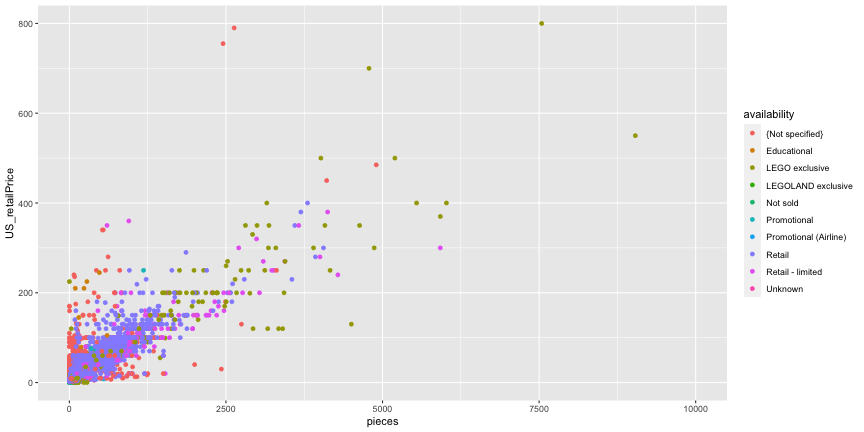 800
600
400
200
0
US_retailPrice
0
2500
5000
7500
10000
pieces
availability
{Not specified}
Educational
LEGO exclusive
LEGOLAND exclusive
Not sold
Promotional
Promotional (Airline)
Retail
Retail - limited
Unknown